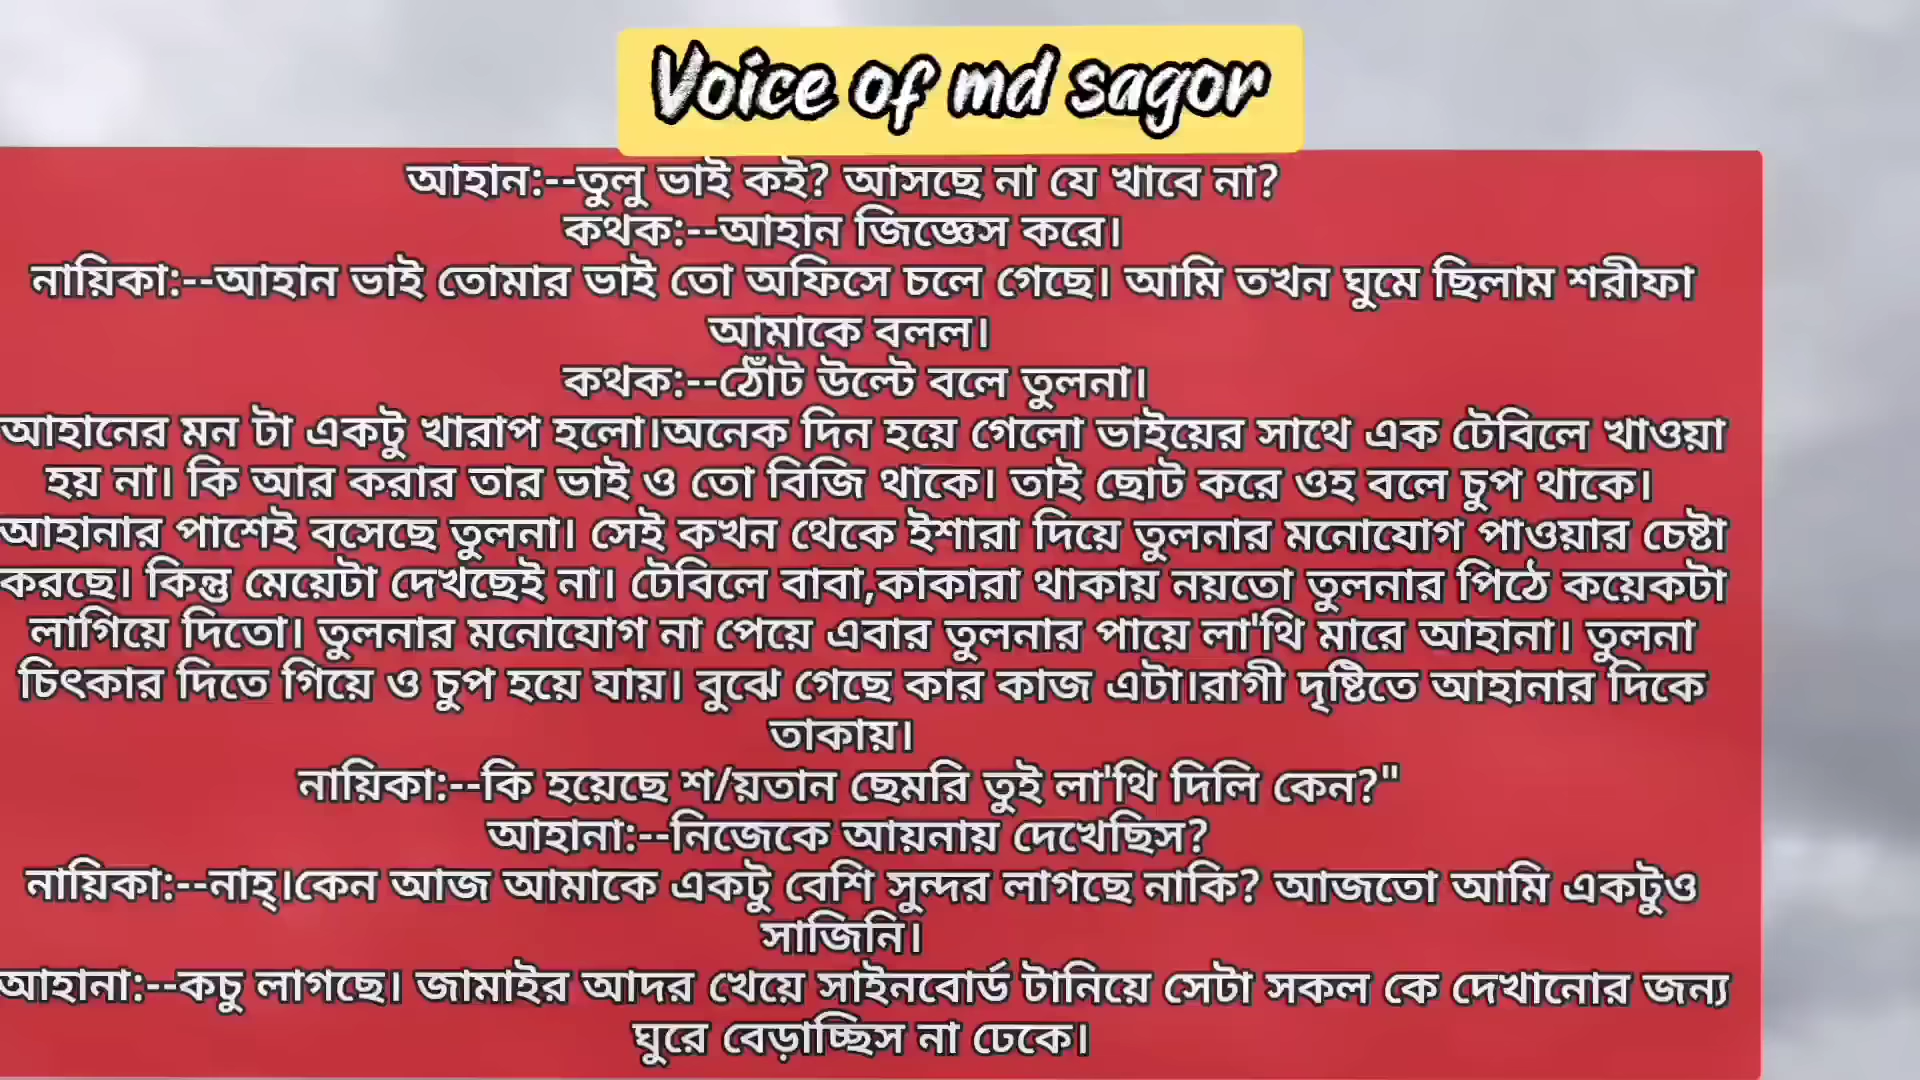 Voice of md sagor
আহান:--তুলু ভাই কই? আসছে না যে খাবে না?
কথক:--আহান জিজ্ঞেস করে।
নায়িকা:--আহান ভাই তোমার ভাই তো অফিসে চলে গেছে। আমি তখন ঘুমে ছিলাম শরীফা
আমাকে বলল।
কথক:--ঠোঁট উল্টে বলে তুলনা।
আহানের মন টা একটু খারাপ হলো।অনেক দিন হয়ে গেলো ভাইয়ের সাথে এক টেবিলে খাওয়া
হয় না। কি আর করার তার ভাই ও তো বিজি থাকে। তাই ছোট করে ওহ বলে চুপ থাকে।
আহানার পাশেই বসেছে তুলনা। সেই কখন থেকে ইশারা দিয়ে তুলনার মনোযোগ পাওয়ার চেষ্টা
করছে। কিন্তু মেয়েটা দেখছেই না। টেবিলে বাবা,কাকারা থাকায় নয়তো তুলনার পিঠে কয়েকটা
লাগিয়ে দিতো। তুলনার মনোযোগ না পেয়ে এবার তুলনার পায়ে লা'থি মারে আহানা। তুলনা
চিৎকার দিতে গিয়ে ও চুপ হয়ে যায়। বুঝে গেছে কার কাজ এটা।রাগী দৃষ্টিতে আহানার দিকে
তাকায়।
নায়িকা:--কি হয়েছে শ/য়তান ছেমরি তুই লা'থি দিলি কেন?"
আহানা:--নিজেকে আয়নায় দেখেছিস?
নায়িকা:--নাহ্।কেন আজ আমাকে একটু বেশি সুন্দর লাগছে নাকি? আজতো আমি একটুও
সাজিনি।
আহানা:--কচু লাগছে। জামাইর আদর খেয়ে সাইনবোর্ড টানিয়ে সেটা সকল কে দেখানোর জন্য
ঘুরে বেড়াচ্ছিস না ঢেকে।